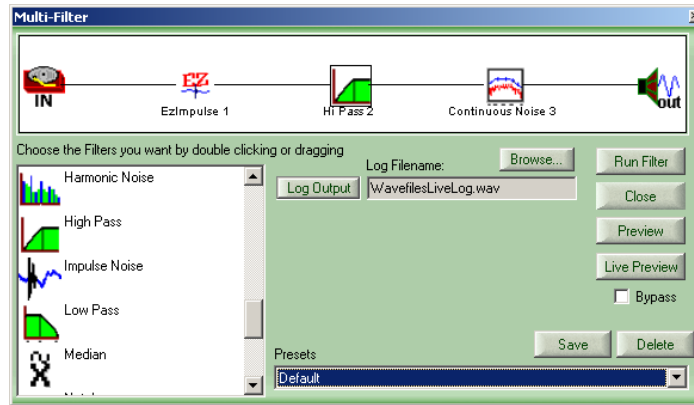 Multi-Filter
IN
EzImpulse 1
Hi Pass 2
Continuous Noise 3
out
Choose the Filters you want by double clicking or dragging
Harmonic Noise
High Pass
Impulse Noise
Low Pass
Median
Log Filename:
Browse...
Log Output
WavefilesLiveLog.wav
Run Filter
Close
Preview
Live Preview
Bypass
Save
Delete
Presets
Default